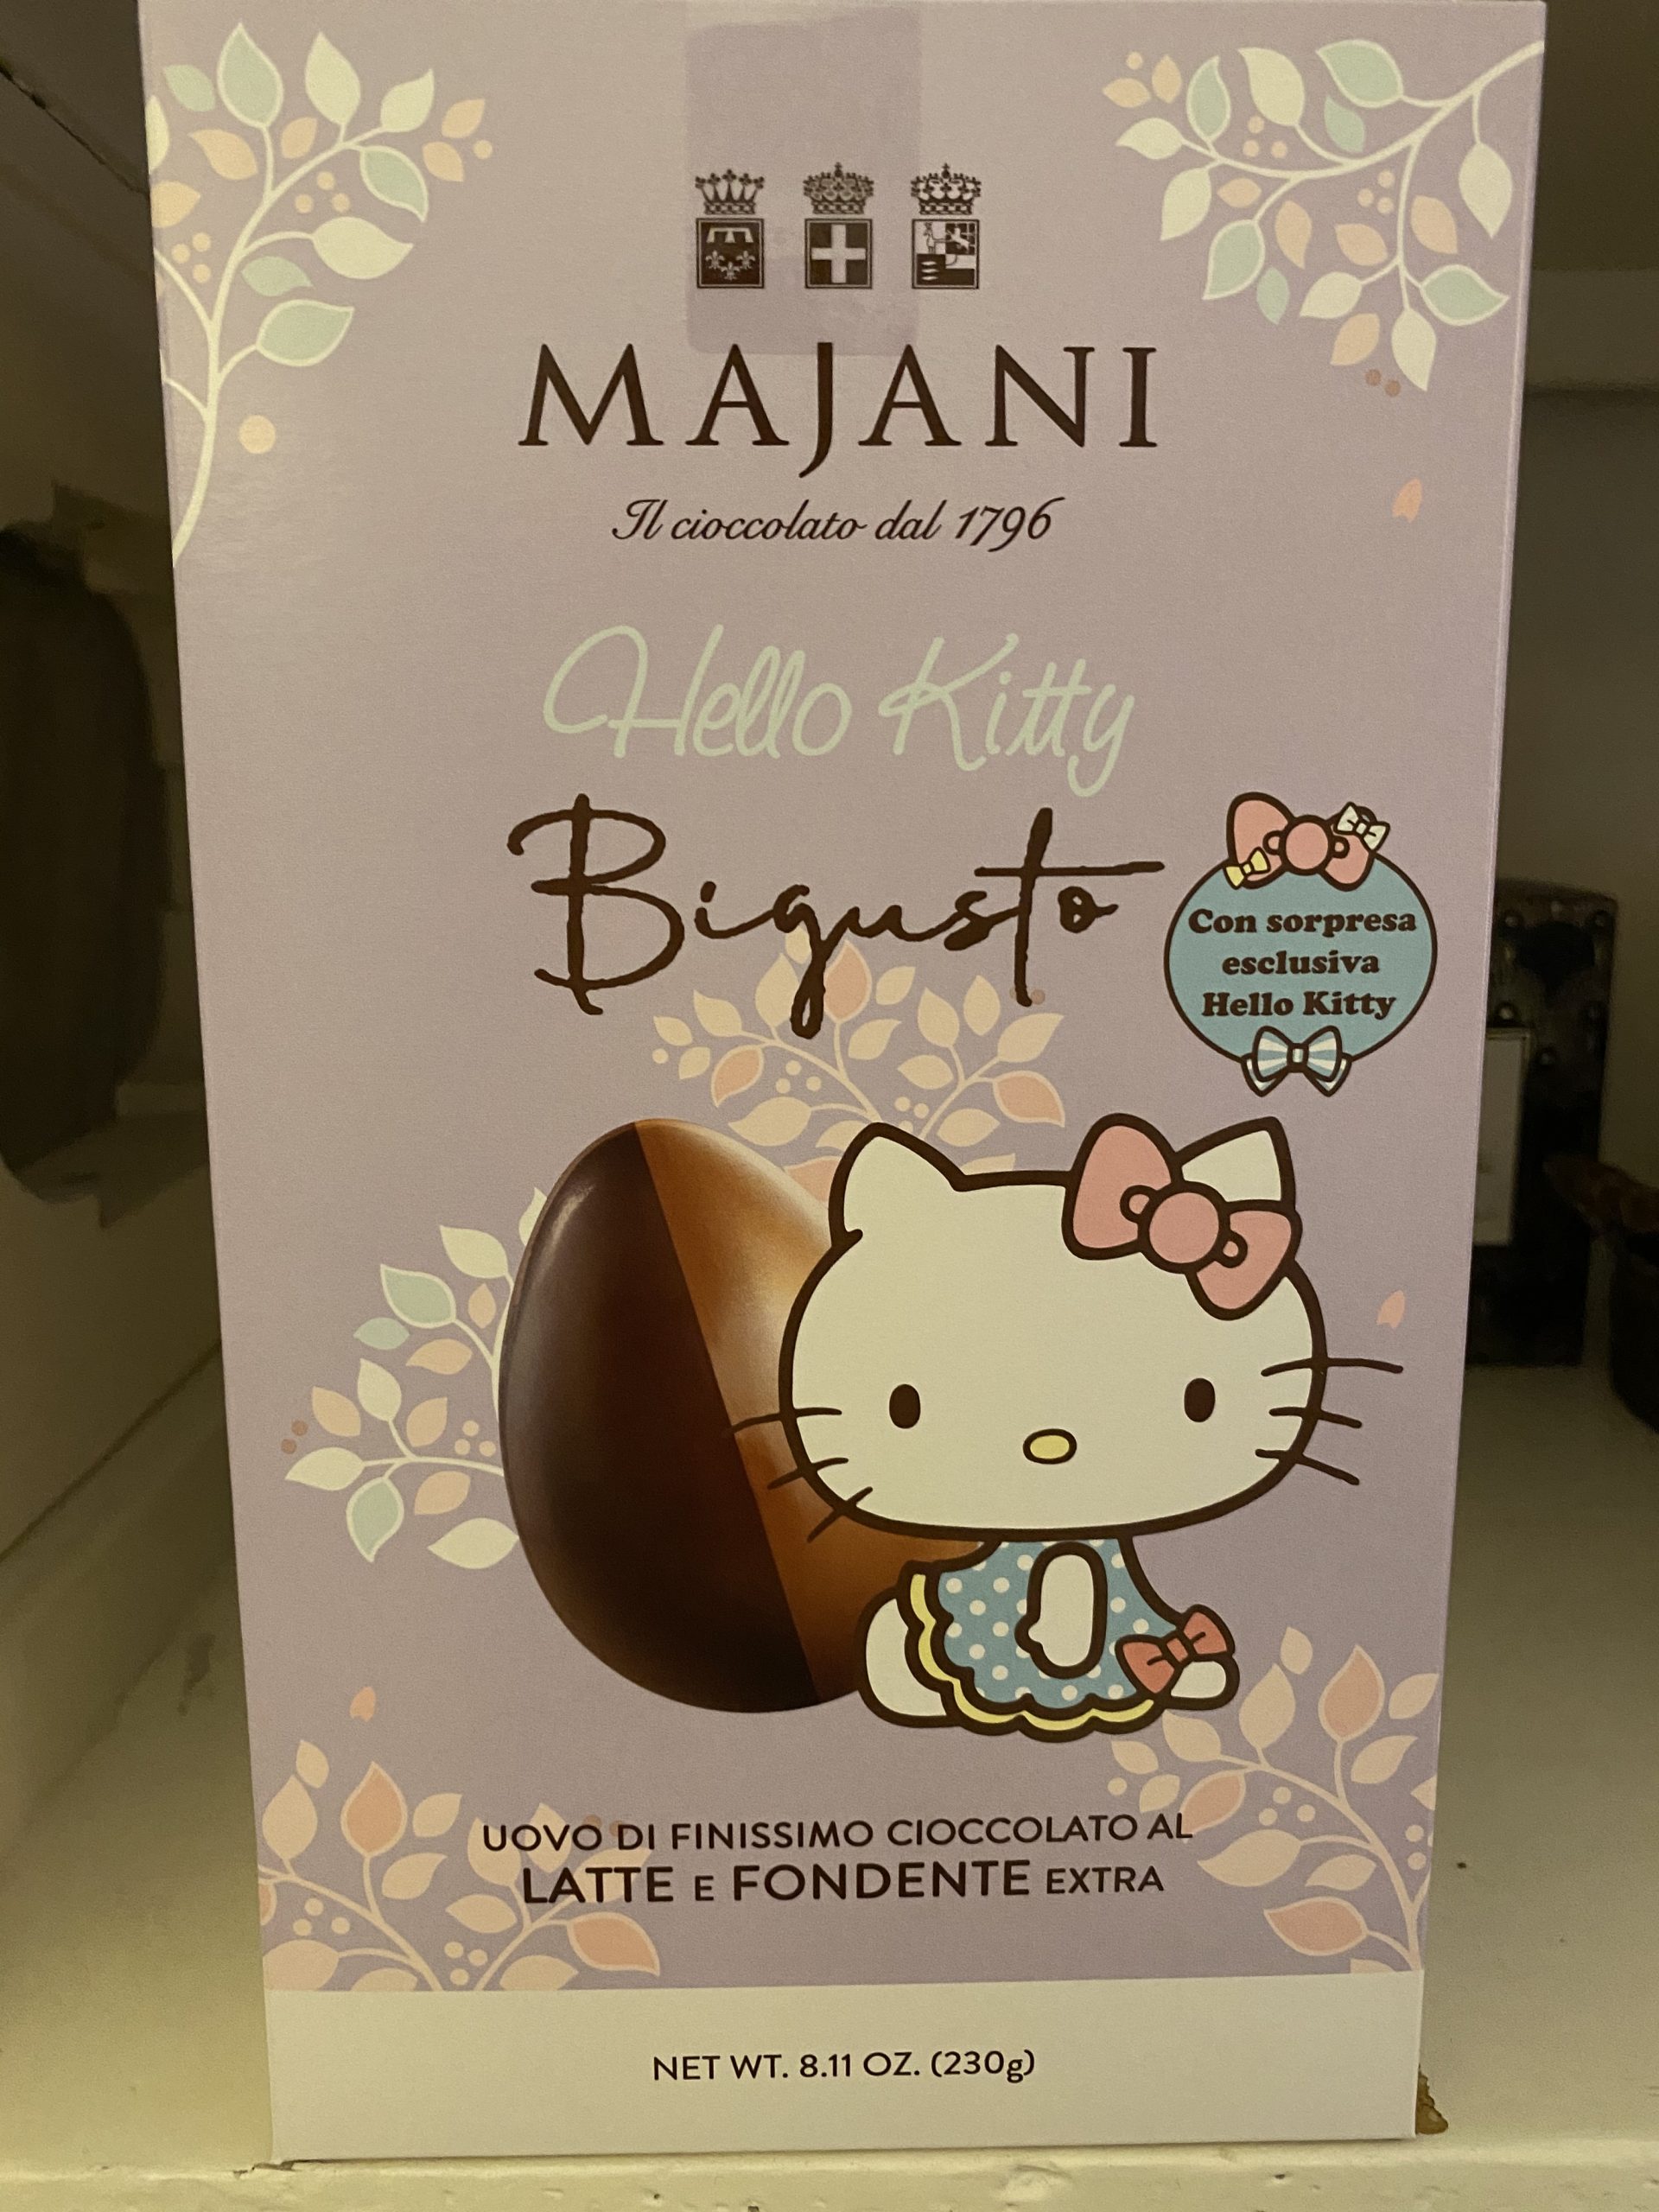 MAJANI
Il cioccolato dal 1796
Hello Kitty
Bigusto
Con sorpresa
esclusiva
Hello Kitty
UOVO DI FINISSIMO CIOCCOLATO AL
LATTE E FONDENTE EXTRA
NET WT. 8.11 OZ. (230g)